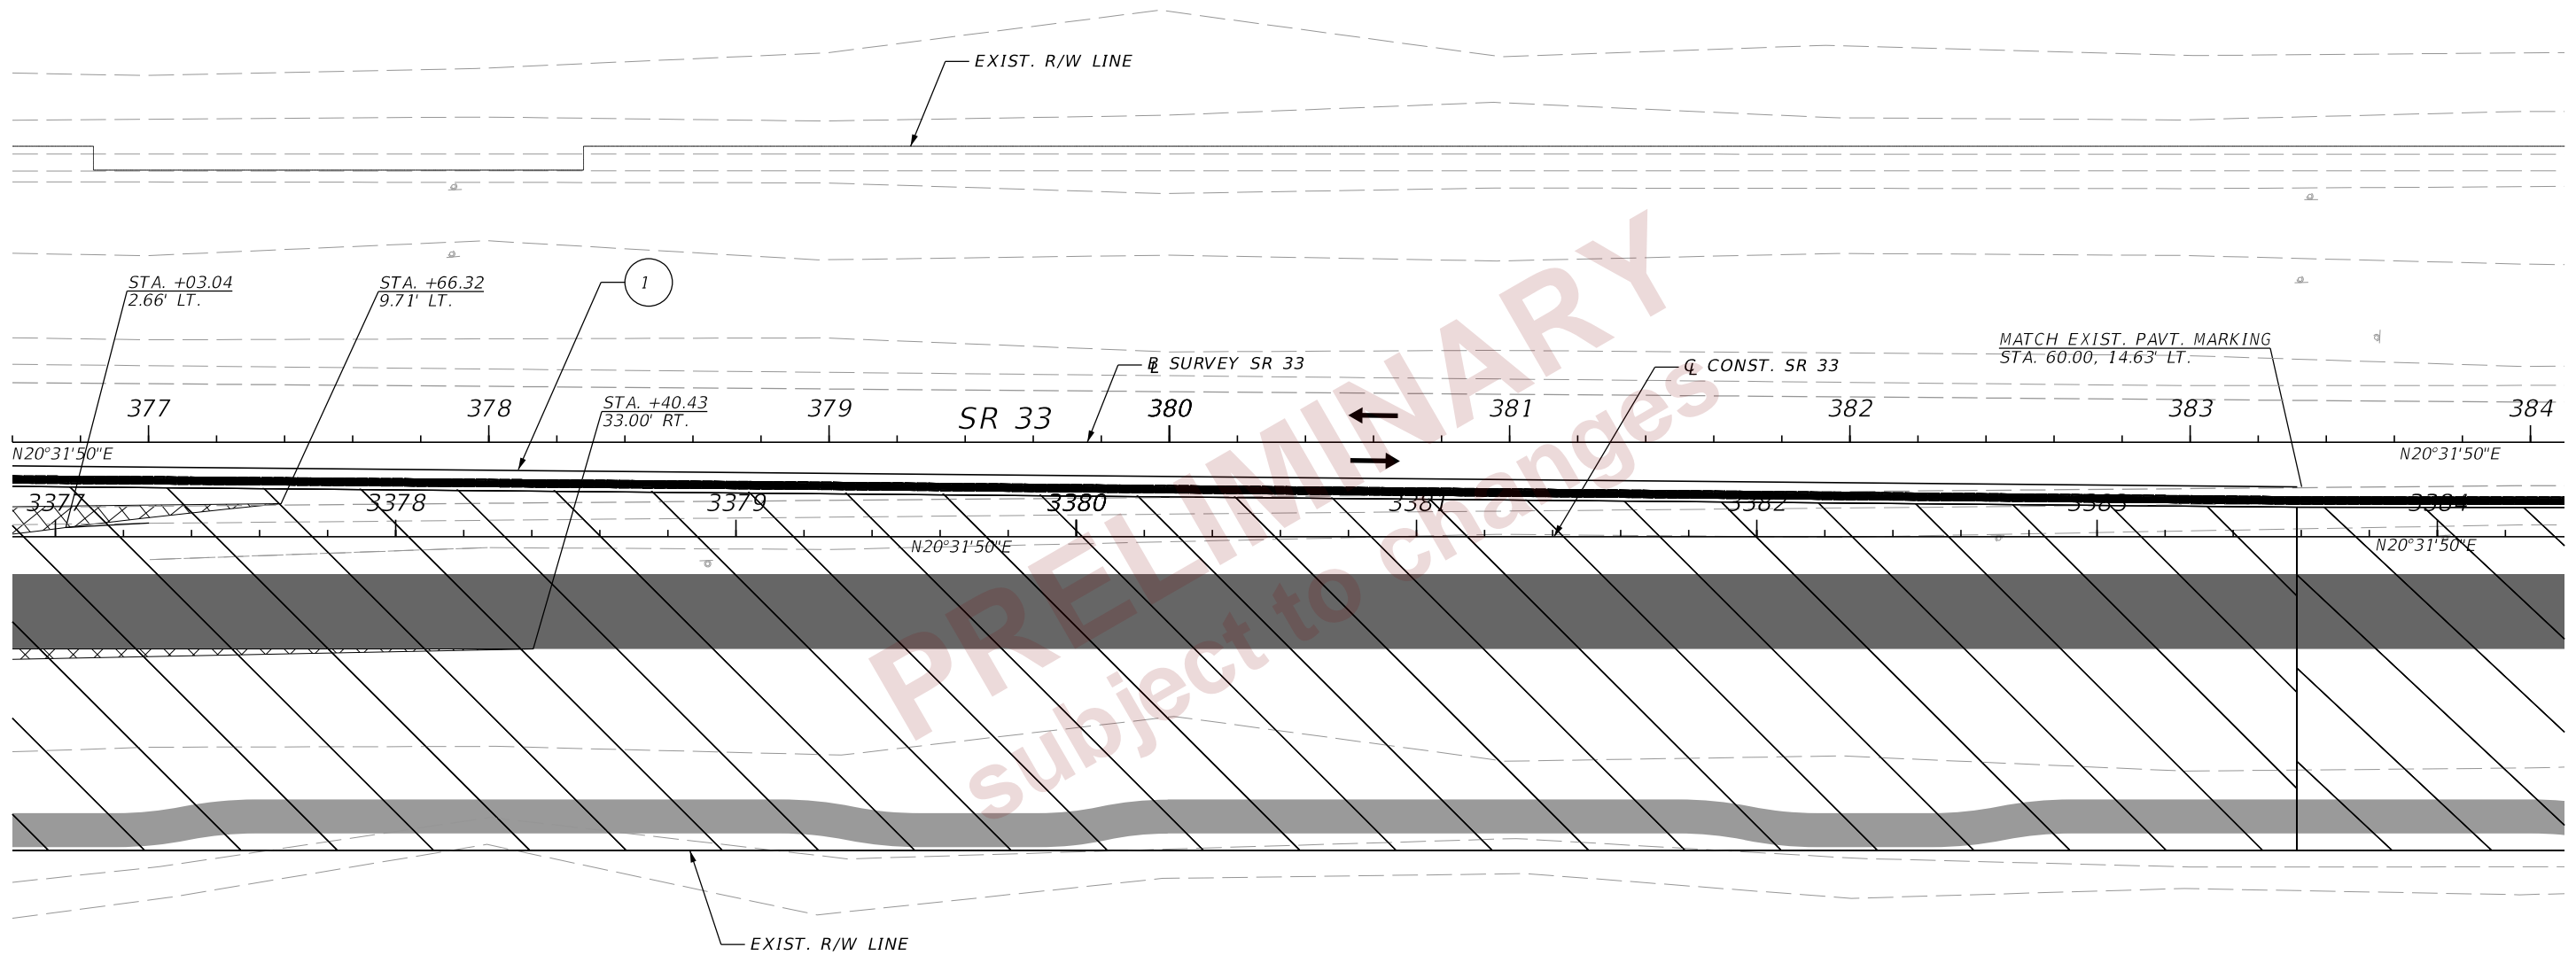 EXIST. R/W LINE
STA. +03.04
2.66' LT.
STA. +66.32
9.71' LT.
1
MATCH EXIST. PAVT. MARKING
STA. 60.00, 14.63' LT.
℄ CONST. SR 33
BL SURVEY SR 33
STA. +40.43
33.00' RT.
377 378 379 SR 33 380 381 382 383 384
N20°31'50"E N20°31'50"E
3377 3378 3379 3380 3381 3382 3383 3384
N20°31'50"E N20°31'50"E
PRELIMINARY
subject to changes
EXIST. R/W LINE